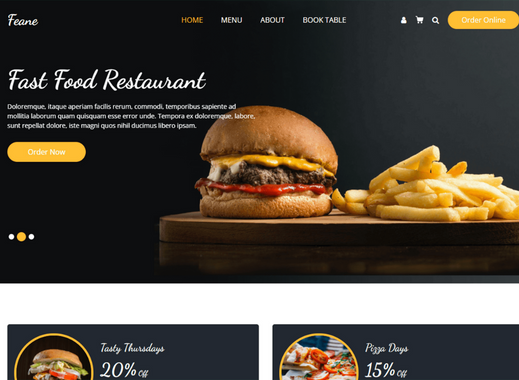 Feane
HOME MENU ABOUT BOOK TABLE
Order Online
Fast Food Restaurant
Doloremque, itaque aperiam facilis rerum, commodi, temporibus sapiente ad
mollitia laborum quam quisquam esse error unde. Tempora ex doloremque, labore,
sunt repellat dolore, iste magni quos nihil ducimus libero ipsam.
Order Now
Tasty Thursdays
20% Off
Pizza Days
15% Off